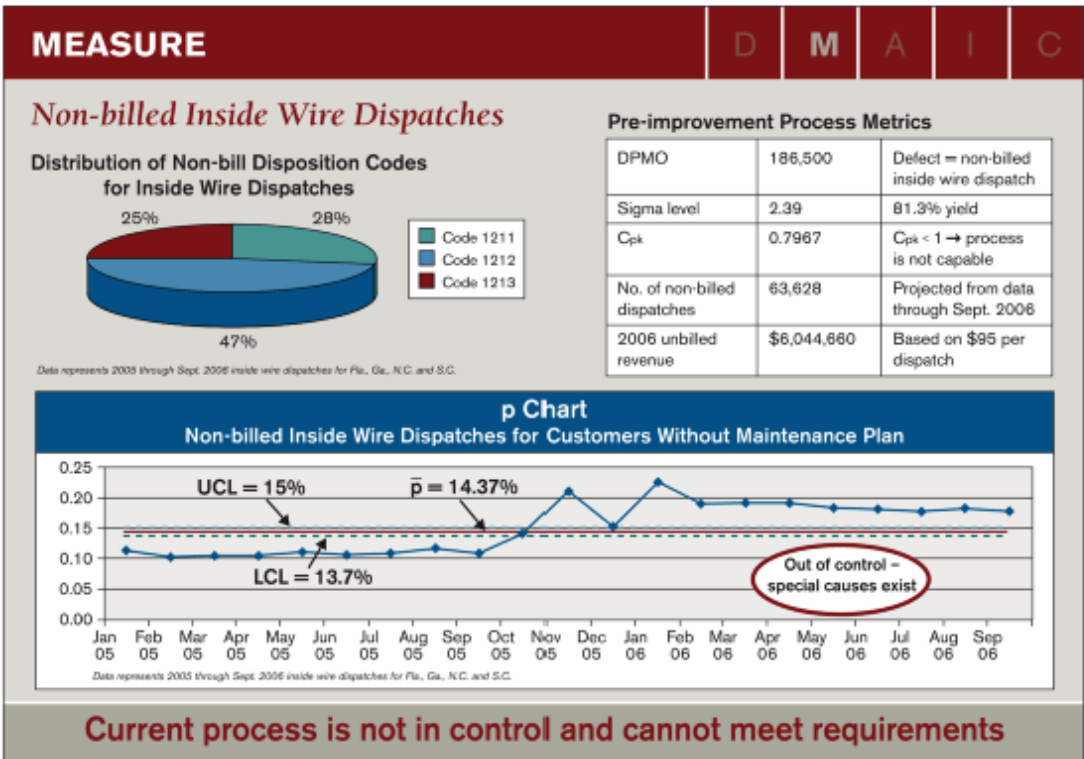 MEASURE
D M A I C
Non-billed Inside Wire Dispatches
Distribution of Non-bill Disposition Codes
for Inside Wire Dispatches
25%
28%
47%
Code 1211
Code 1212
Code 1213
Data represents 2005 through Sept. 2006 inside wire dispatches for Fla., Ga., N.C. and S.C.
Pre-improvement Process Metrics
DPMO 186,500 Defect = non-billed
inside wire dispatch
Sigma level 2.39 81.3% yield
Cpk 0.7967 Cpk < 1 → process
is not capable
No. of non-billed 63,628 Projected from data
dispatches through Sept. 2006
2006 unbilled $6,044,660 Based on $95 per
revenue dispatch
p Chart
Non-billed Inside Wire Dispatches for Customers Without Maintenance Plan
0.25
0.20
0.15
0.10
0.05
0.00
UCL = 15%
p̅ = 14.37%
LCL = 13.7%
Out of control –
special causes exist
Jan Feb Mar Apr May Jun Jul Aug Sep Oct Nov Dec Jan Feb Mar Apr May Jun Jul Aug Sep
05 05 05 05 05 05 05 05 05 05 05 05 06 06 06 06 06 06 06 06 06
Data represents 2005 through Sept. 2006 inside wire dispatches for Fla., Ga., N.C. and S.C.
Current process is not in control and cannot meet requirements